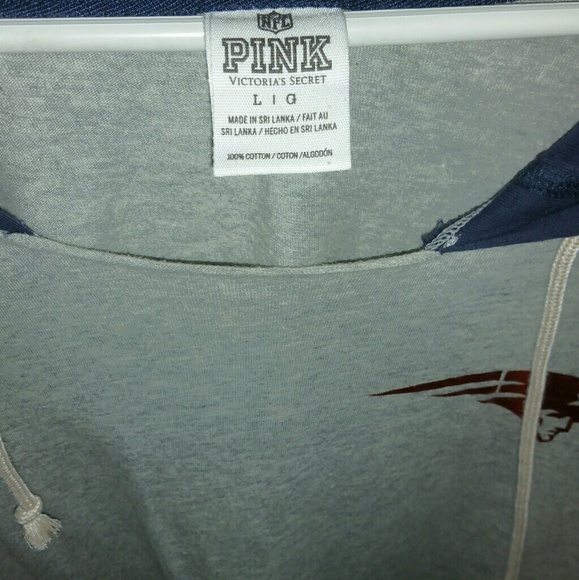 NFL
PINK
VICTORIA'S SECRET
L | G
MADE IN SRI LANKA / FAIT AU
SRI LANKA / HECHO EN SRI LANKA
100% COTTON / COTON /ALGODÓN